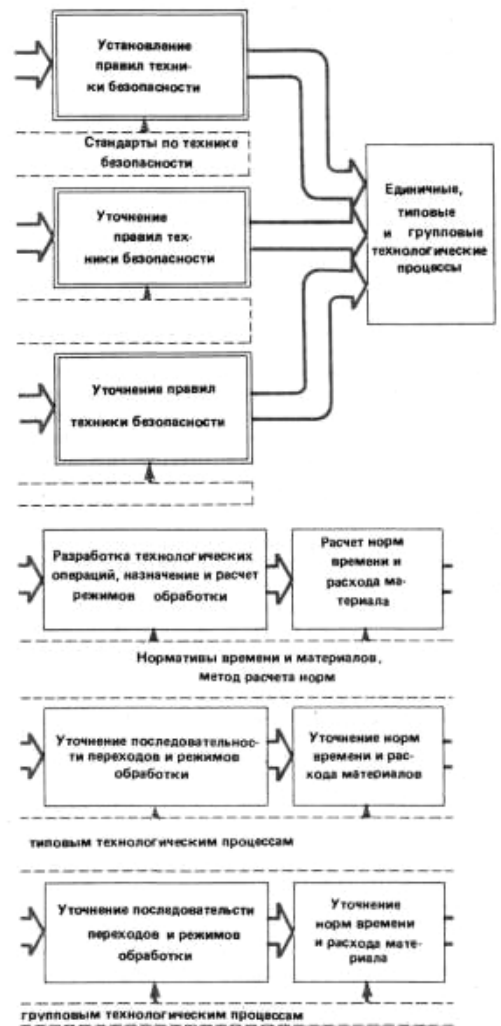 Установление
правил техни-
ки безопасности
Стандарты по технике
безопасности
Единичные,
типовые
и групповые
технологические
процессы
Уточнение
правил тех-
ники безопасности
Уточнение правил
техники безопасности
Разработка технологических
операций, назначение и расчет
режимов обработки
Расчет норм
времени и
расхода ма-
териала
Нормативы времени и материалов,
метод расчета норм
Уточнение последовательнос-
ти переходов и режимов
обработки
Уточнение норм
времени и рас-
хода материалов
типовым технологическим процессам
Уточнение последовательсти
переходов и режимов
обработки
Уточнение
норм времени
и расхода мате-
риала
групповым технологическим процессам